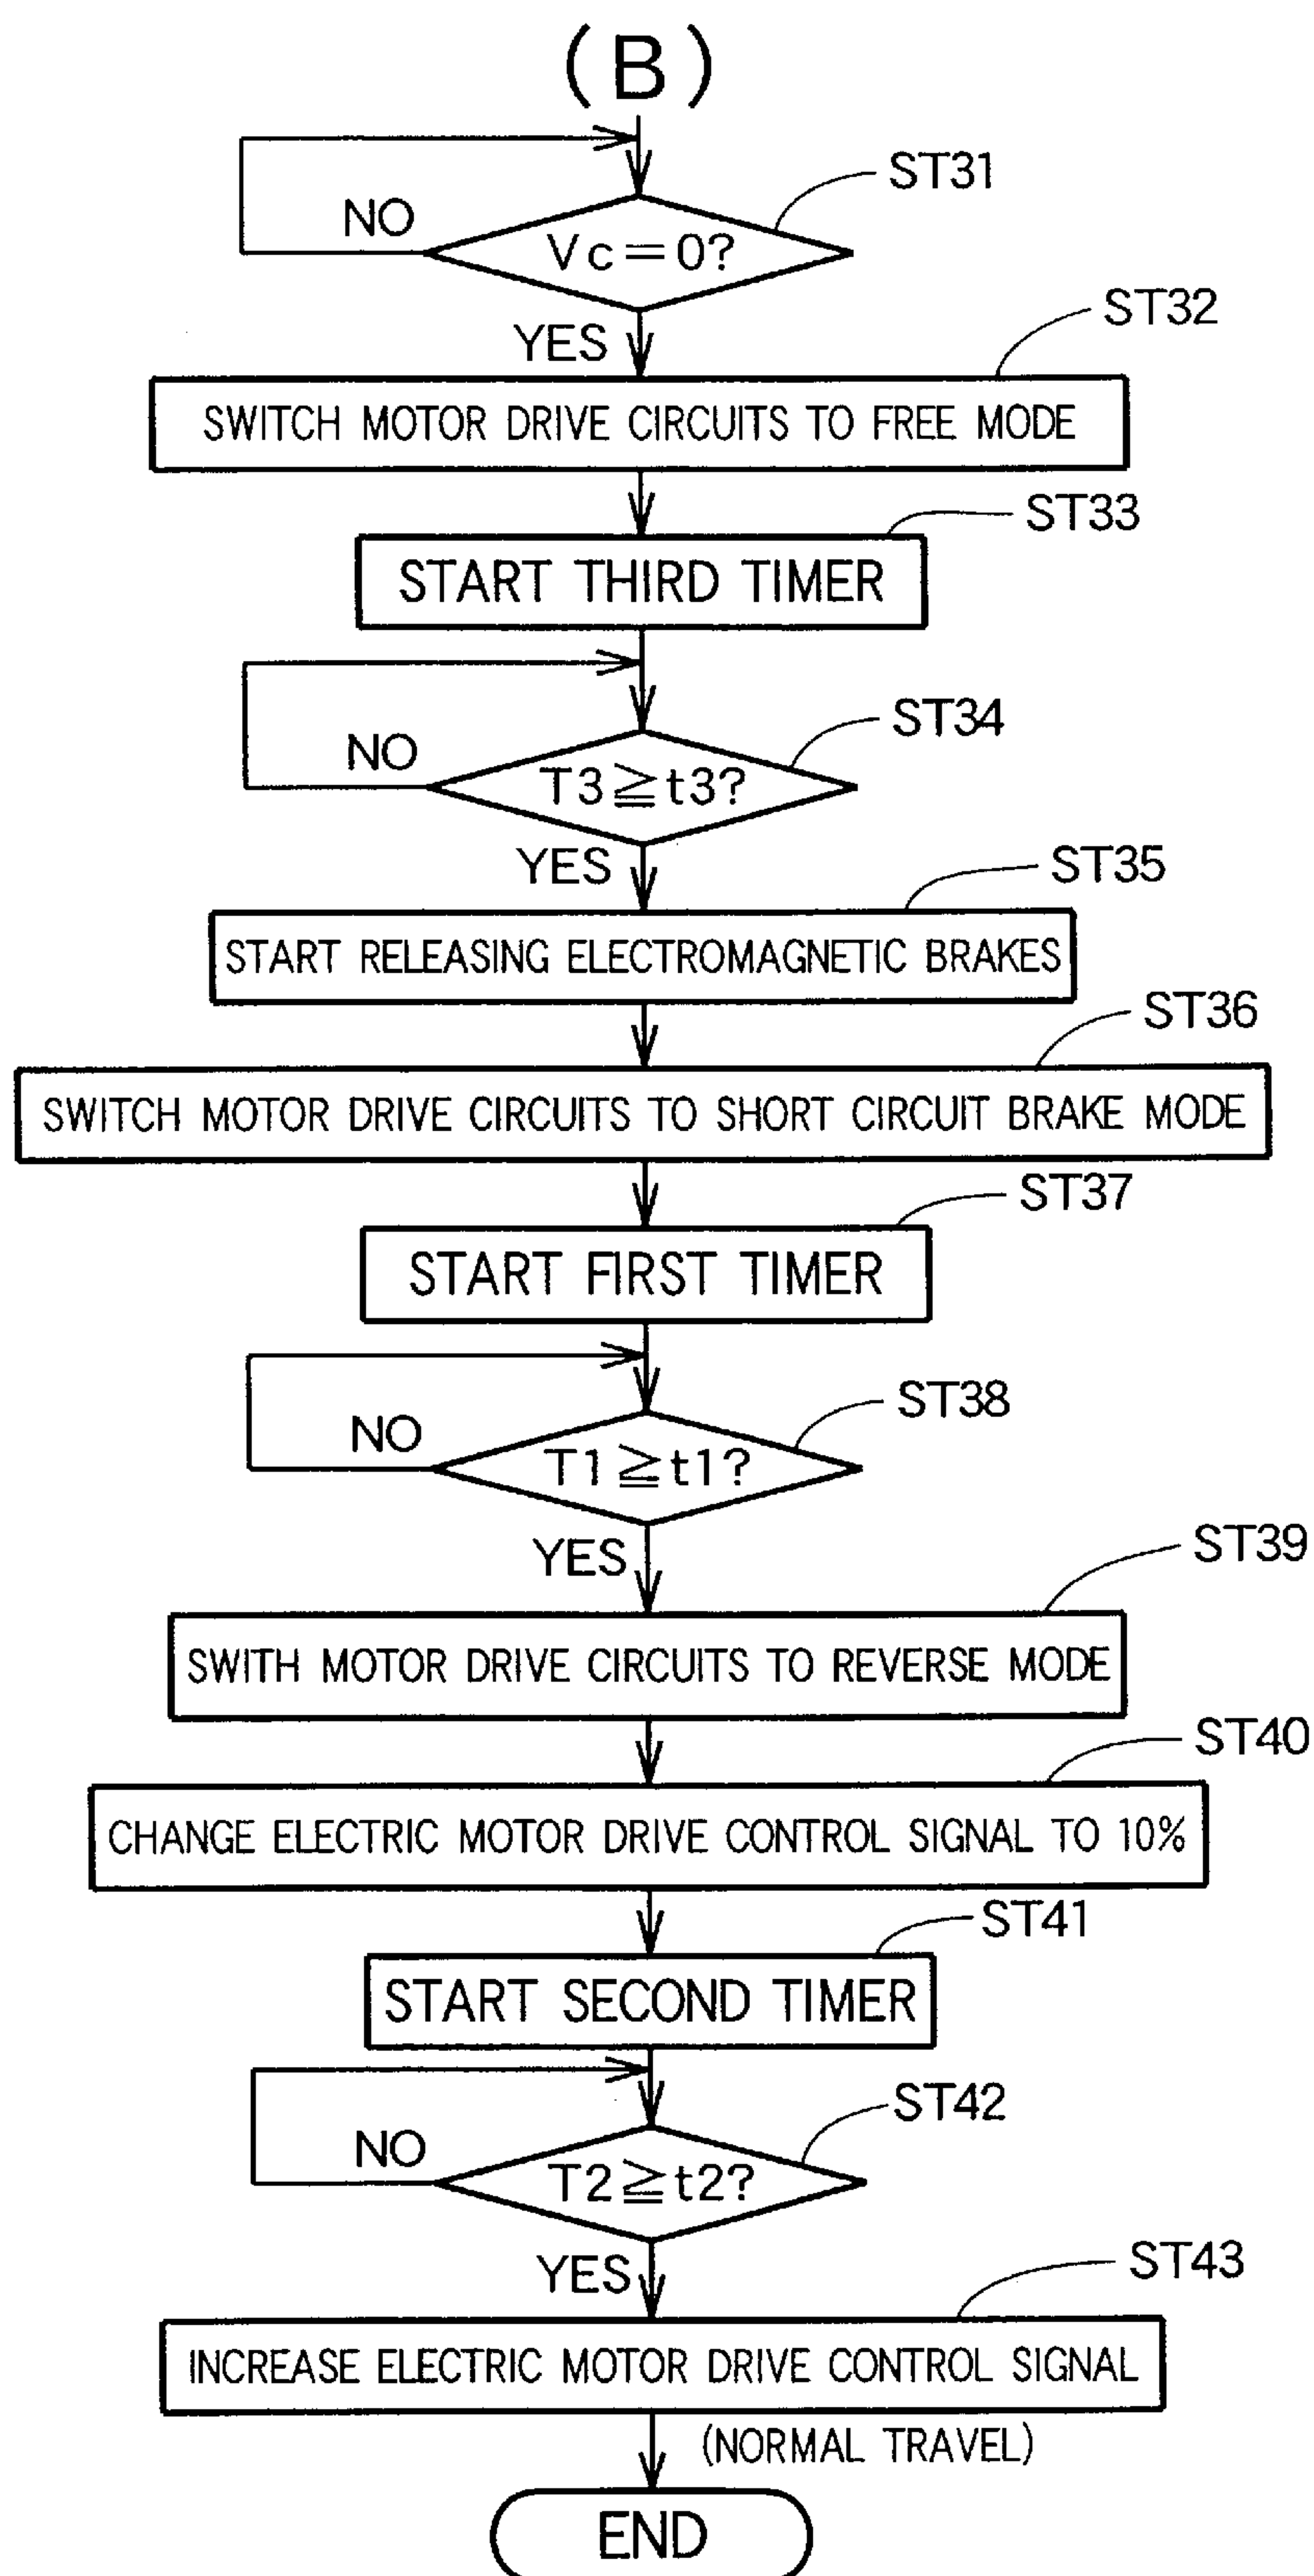 (B)
ST31
NO
Vc=0?
ST32
YES
SWITCH MOTOR DRIVE CIRCUITS TO FREE MODE
ST33
START THIRD TIMER
ST34
NO
T3≧t3?
YES
ST35
START RELEASING ELECTROMAGNETIC BRAKES
ST36
SWITCH MOTOR DRIVE CIRCUITS TO SHORT CIRCUIT BRAKE MODE
ST37
START FIRST TIMER
ST38
NO
T1≧t1?
ST39
YES
SWITH MOTOR DRIVE CIRCUITS TO REVERSE MODE
ST40
CHANGE ELECTRIC MOTOR DRIVE CONTROL SIGNAL TO 10%
ST41
START SECOND TIMER
ST42
NO
T2≧t2?
ST43
YES
INCREASE ELECTRIC MOTOR DRIVE CONTROL SIGNAL
(NORMAL TRAVEL)
END